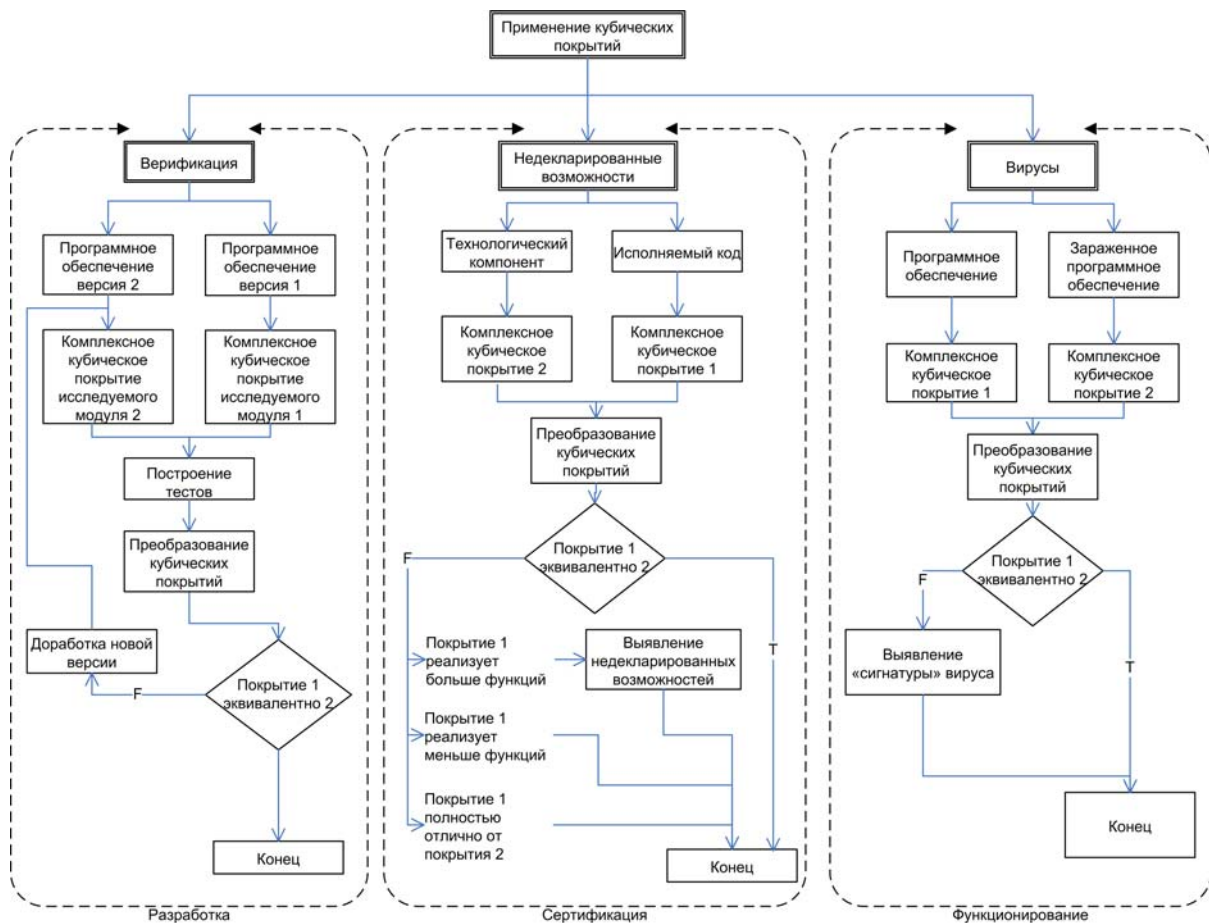 Применение кубических
покрытий
Верификация
Программное
обеспечение
версия 2
Программное
обеспечение
версия 1
Комплексное
кубическое
покрытие
исследуемого
модуля 2
Комплексное
кубическое
покрытие
исследуемого
модуля 1
Построение
тестов
Преобразование
кубических
покрытий
Доработка новой
версии
F
Покрытие 1
эквивалентно 2
Конец
Разработка
Недекларированные
возможности
Технологический
компонент
Исполняемый код
Комплексное
кубическое
покрытие 2
Комплексное
кубическое
покрытие 1
Преобразование
кубических
покрытий
F
Покрытие 1
эквивалентно 2
T
Покрытие 1
реализует
больше функций
Выявление
недекларированных
возможностей
Покрытие 1
реализует
меньше функций
Покрытие 1
полностью
отлично от
покрытия 2
Конец
Сертификация
Вирусы
Программное
обеспечение
Зараженное
программное
обеспечение
Комплексное
кубическое
покрытие 1
Комплексное
кубическое
покрытие 2
Преобразование
кубических
покрытий
Покрытие 1
эквивалентно 2
F
Выявление
«сигнатуры» вируса
T
Конец
Функционирование